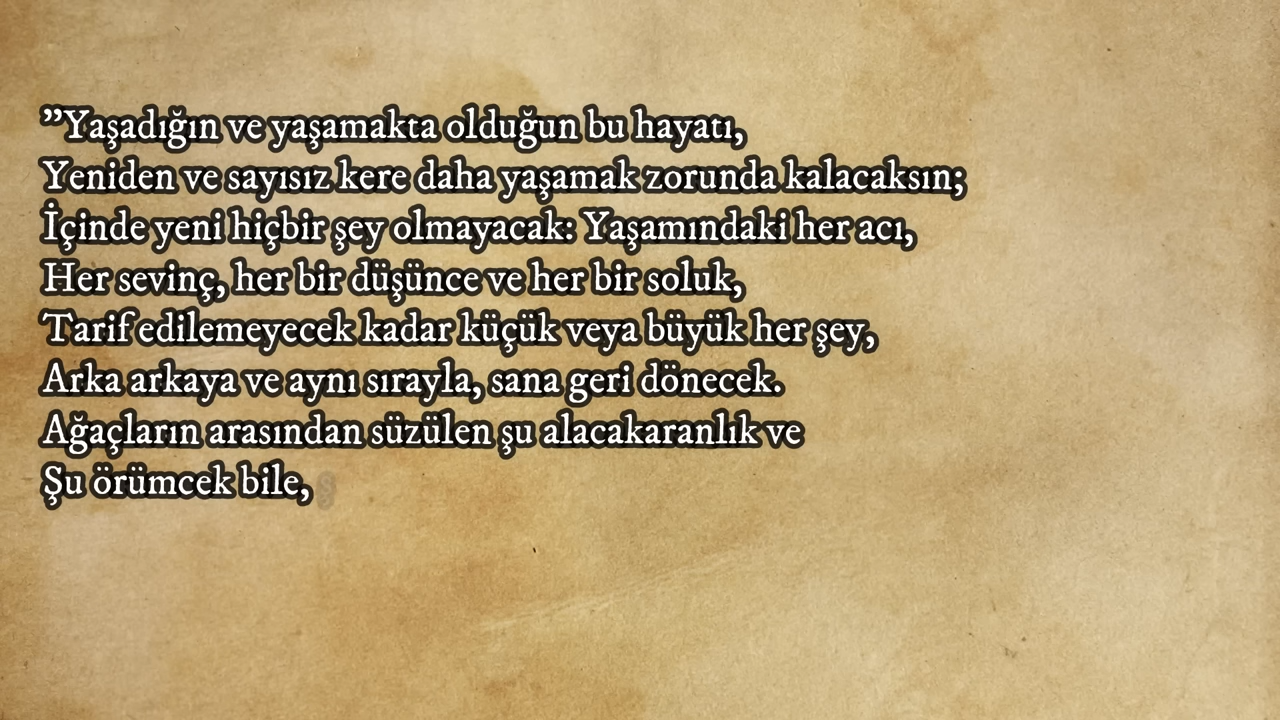 "Yaşadığın ve yaşamakta olduğun bu hayatı,
Yeniden ve sayısız kere daha yaşamak zorunda kalacaksın;
İçinde yeni hiçbir şey olmayacak: Yaşamındaki her acı,
Her sevinç, her bir düşünce ve her bir soluk,
Tarif edilemeyecek kadar küçük veya büyük her şey,
Arka arkaya ve aynı sırayla, sana geri dönecek.
Ağaçların arasından süzülen şu alacakaranlık ve
Şu örümcek bile, ş